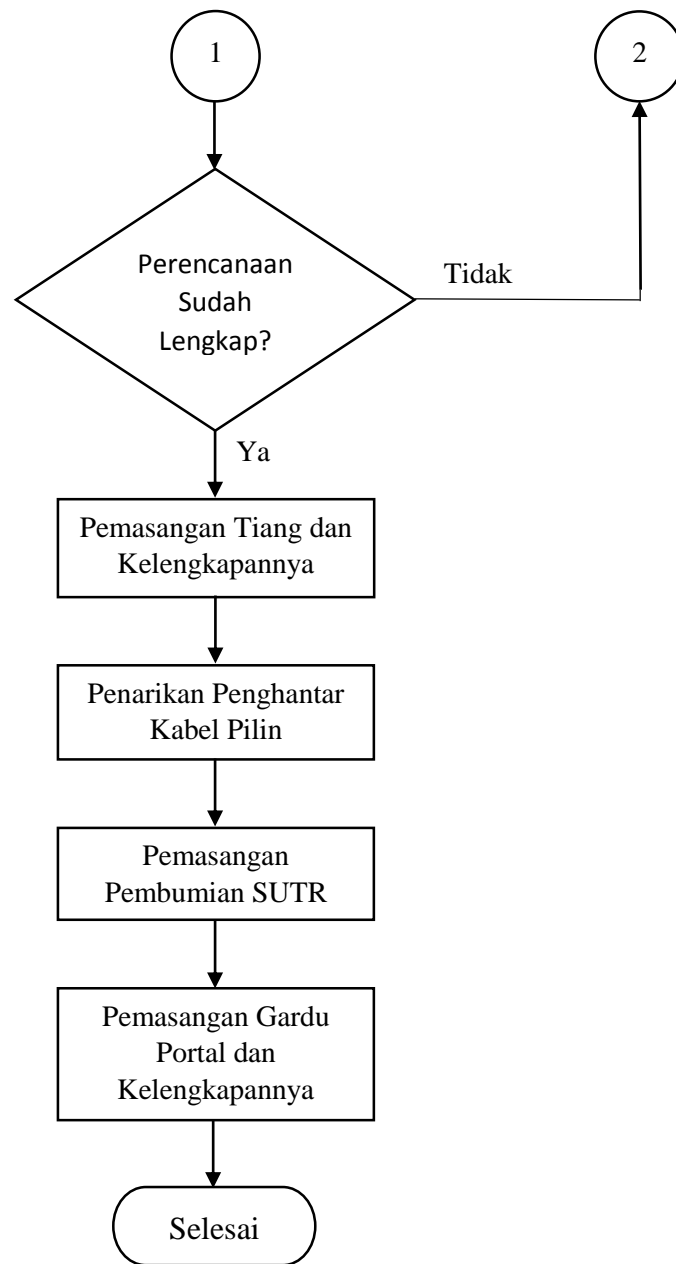 1
2
Perencanaan
Sudah
Lengkap?
Tidak
Ya
Pemasangan Tiang dan
Kelengkapannya
Penarikan Penghantar
Kabel Pilin
Pemasangan
Pembumian SUTR
Pemasangan Gardu
Portal dan
Kelengkapannya
Selesai